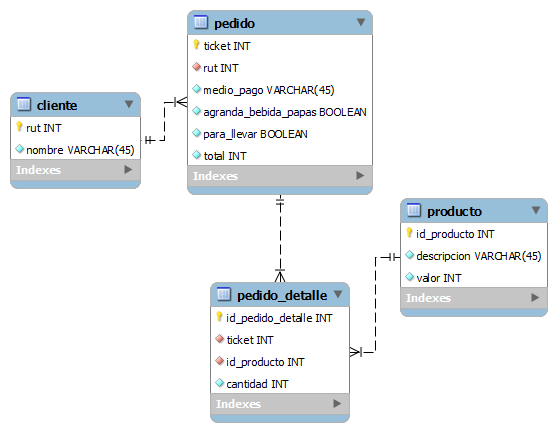 pedido
ticket INT
rut INT
medio_pago VARCHAR(45)
agranda_bebida_papas BOOLEAN
para_llevar BOOLEAN
total INT
Indexes
cliente
rut INT
nombre VARCHAR(45)
Indexes
producto
id_producto INT
descripcion VARCHAR(45)
valor INT
Indexes
pedido_detalle
id_pedido_detalle INT
ticket INT
id_producto INT
cantidad INT
Indexes